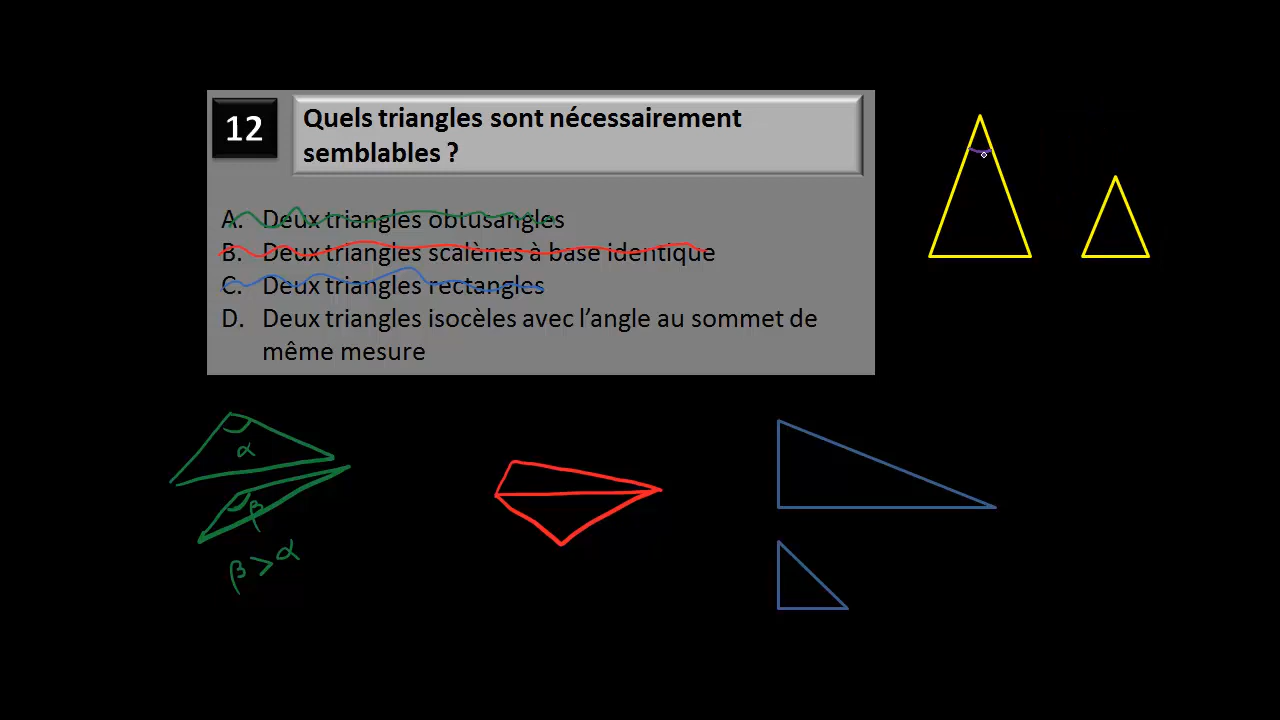 12
Quels triangles sont nécessairement
semblables ?
A. Deux triangles obtusangles
B. Deux triangles scalènes à base identique
C. Deux triangles rectangles
D. Deux triangles isocèles avec l’angle au sommet de
même mesure
α
β
β > α